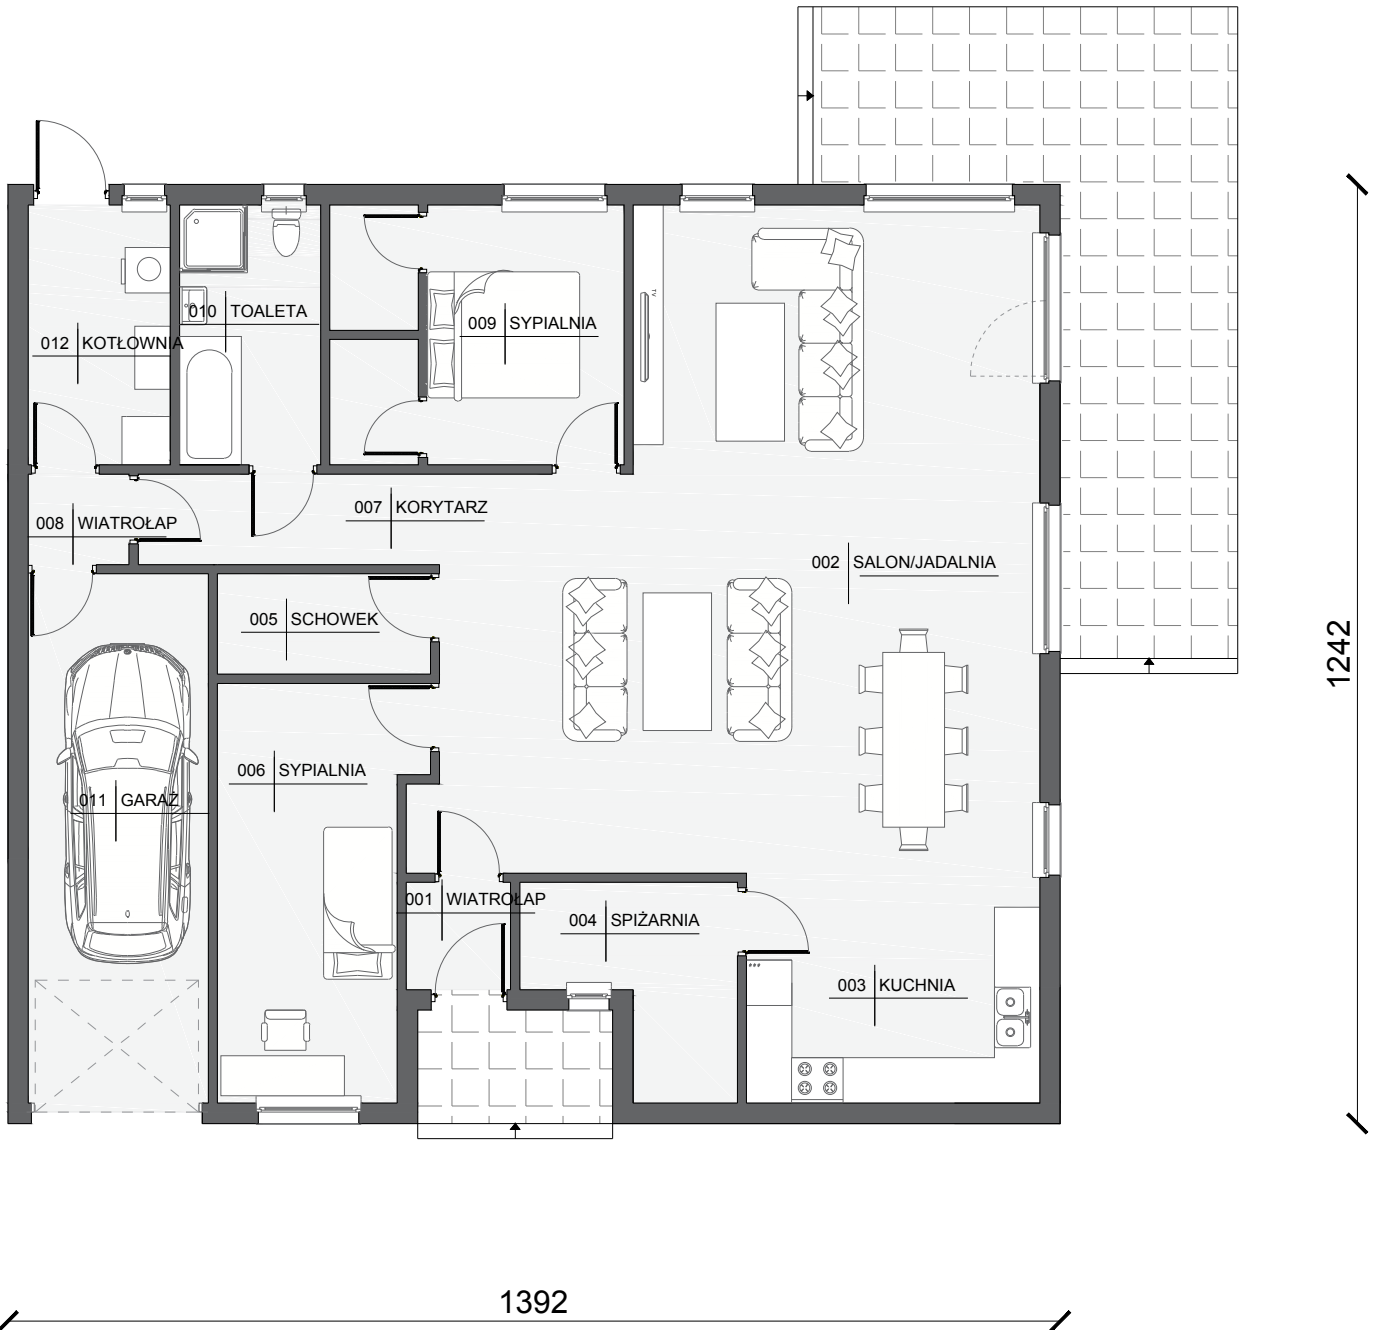 010 TOALETA
009 SYPIALNIA
TV
012 KOTŁOWNIA
007 KORYTARZ
008 WIATROŁAP
002 SALON/JADALNIA
005 SCHOWEK
1242
006 SYPIALNIA
011 GARAŻ
001 WIATROŁAP
004 SPIŻARNIA
003 KUCHNIA
1392